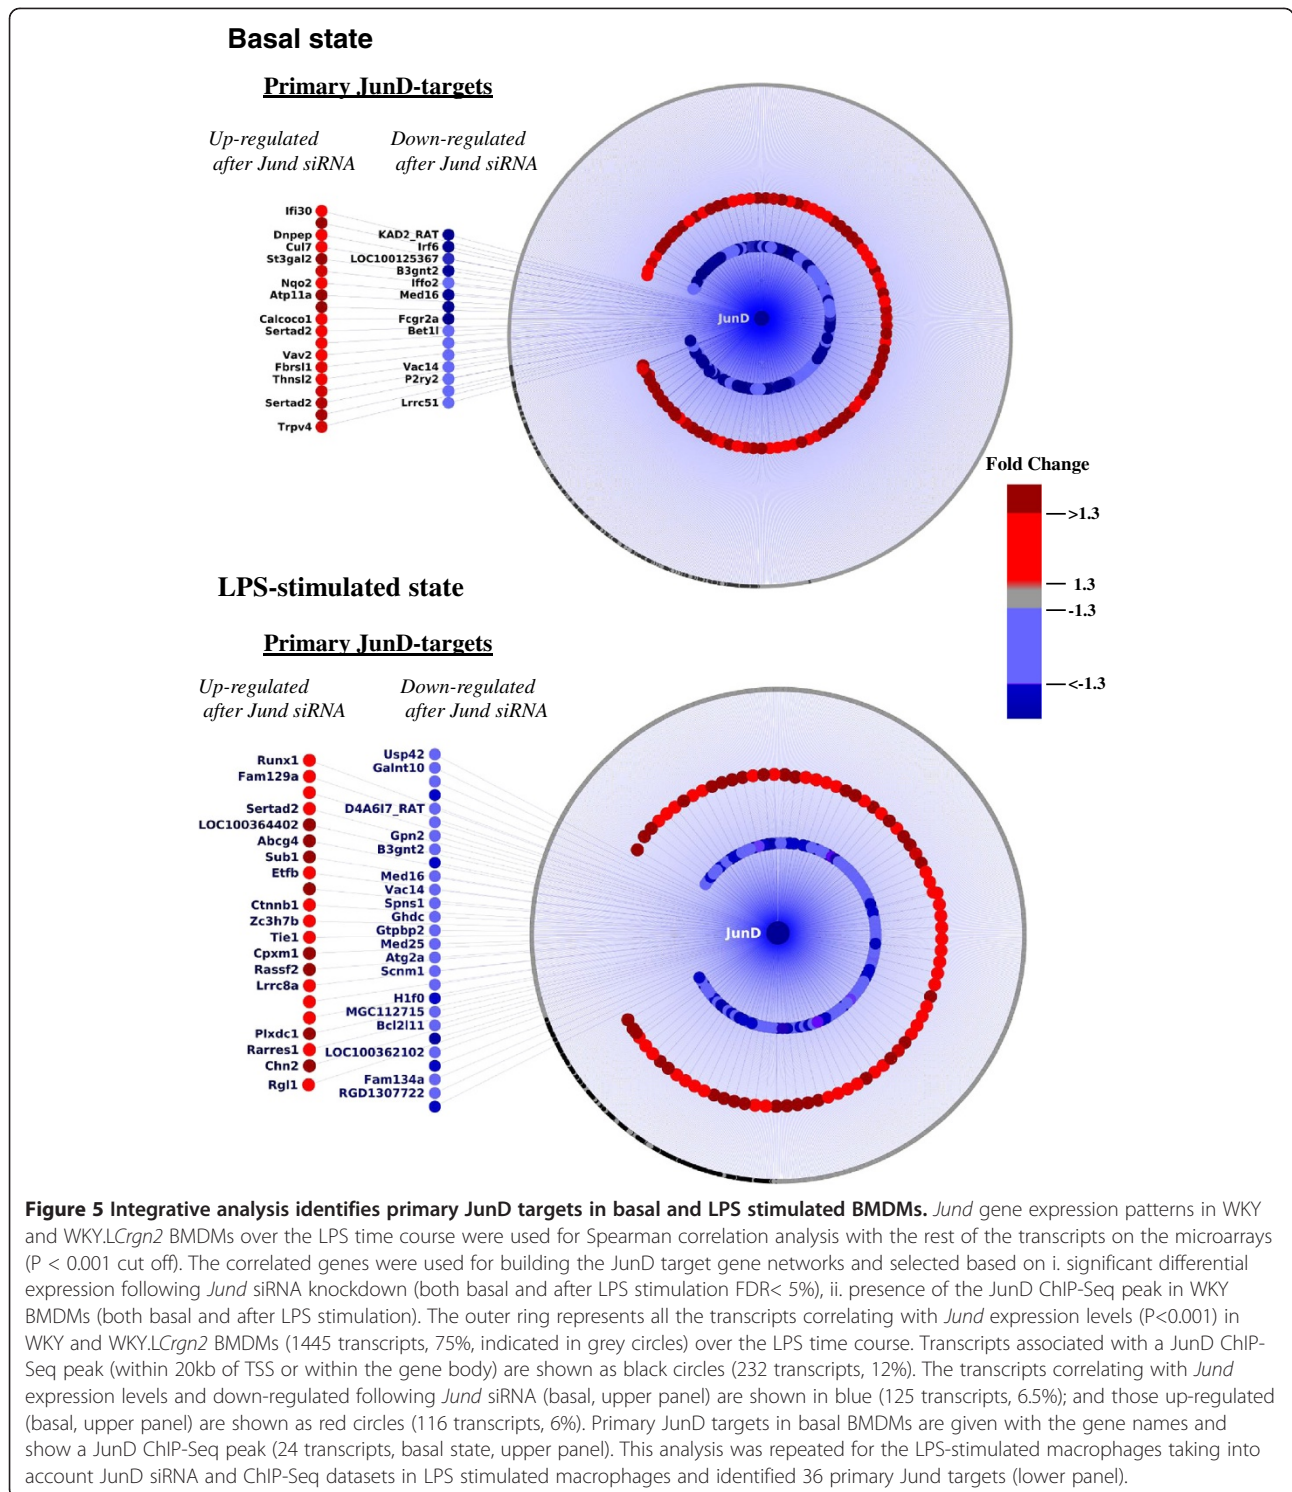 Basal state
Primary JunD-targets
Up-regulated
after Jund siRNA
Down-regulated
after Jund siRNA
Ifi30
Dnpep
Cul7
St3gal2
Nqo2
Atp11a
Calcoco1
Sertad2
Vav2
Fbrsl1
Thnsl2
Sertad2
Trpv4
KAD2_RAT
Irf6
LOC100125367
B3gnt2
Iffo2
Med16
Fcgr2a
Bet1l
Vac14
P2ry2
Lrrc51
JunD
Fold Change
>1.3
1.3
-1.3
<-1.3
LPS-stimulated state
Primary JunD-targets
Up-regulated
after Jund siRNA
Down-regulated
after Jund siRNA
Runx1
Fam129a
Sertad2
LOC100364402
Abcg4
Sub1
Etfb
Ctnnb1
Zc3h7b
Tie1
Cpxm1
Rassf2
Lrrc8a
Plxdc1
Rarres1
Chn2
Rgl1
Usp42
Galnt10
D4A6I7_RAT
Gpn2
B3gnt2
Med16
Vac14
Spns1
Ghdc
Gtpbp2
Med25
Atg2a
Scnm1
H1f0
MGC112715
Bcl2l11
LOC100362102
Fam134a
RGD1307722
JunD
Figure 5 Integrative analysis identifies primary JunD targets in basal and LPS stimulated BMDMs. Jund gene expression patterns in WKY
and WKY.LCrgn2 BMDMs over the LPS time course were used for Spearman correlation analysis with the rest of the transcripts on the microarrays
(P < 0.001 cut off). The correlated genes were used for building the JunD target gene networks and selected based on i. significant differential
expression following Jund siRNA knockdown (both basal and after LPS stimulation FDR< 5%), ii. presence of the JunD ChIP-Seq peak in WKY
BMDMs (both basal and after LPS stimulation). The outer ring represents all the transcripts correlating with Jund expression levels (P<0.001) in
WKY and WKY.LCrgn2 BMDMs (1445 transcripts, 75%, indicated in grey circles) over the LPS time course. Transcripts associated with a JunD ChIP-
Seq peak (within 20kb of TSS or within the gene body) are shown as black circles (232 transcripts, 12%). The transcripts correlating with Jund
expression levels and down-regulated following Jund siRNA (basal, upper panel) are shown in blue (125 transcripts, 6.5%); and those up-regulated
(basal, upper panel) are shown as red circles (116 transcripts, 6%). Primary JunD targets in basal BMDMs are given with the gene names and
show a JunD ChIP-Seq peak (24 transcripts, basal state, upper panel). This analysis was repeated for the LPS-stimulated macrophages taking into
account JunD siRNA and ChIP-Seq datasets in LPS stimulated macrophages and identified 36 primary Jund targets (lower panel).